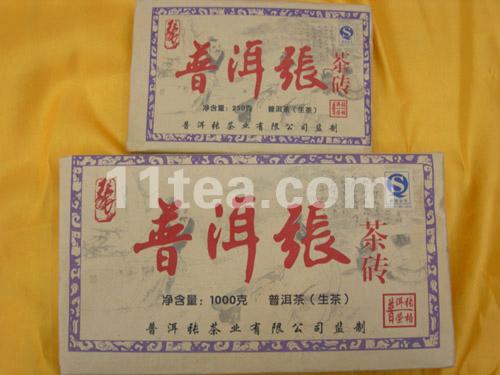 普洱張
茶砖
净含量:250克 普洱茶(生茶)
普洱张茶业有限公司监制
11tea.com
普洱張
茶砖
净含量:1000克 普洱茶(生茶)
普洱张茶业有限公司监制